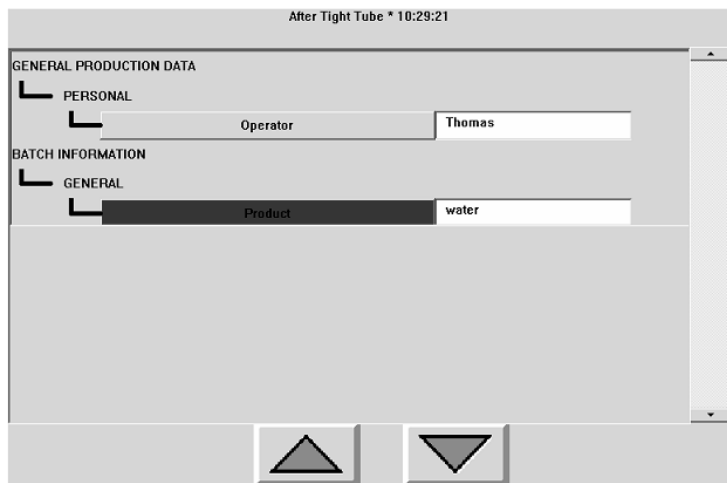 After Tight Tube * 10:29:21
GENERAL PRODUCTION DATA
PERSONAL
Operator Thomas
BATCH INFORMATION
GENERAL
Product water